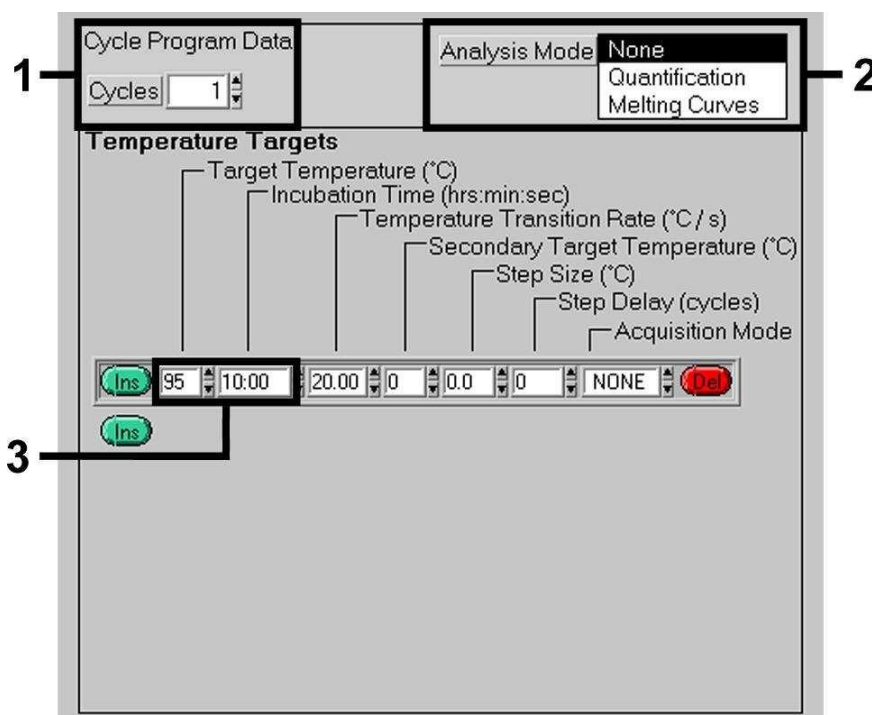 Cycle Program Data
1
Cycles 1
Analysis Mode None
Quantification
Melting Curves
2
Temperature Targets
Target Temperature (°C)
Incubation Time (hrs:min:sec)
Temperature Transition Rate (°C / s)
Secondary Target Temperature (°C)
Step Size (°C)
Step Delay (cycles)
Acquisition Mode
Ins 95 10:00 20.00 0 0.0 0 NONE Del
Ins
3